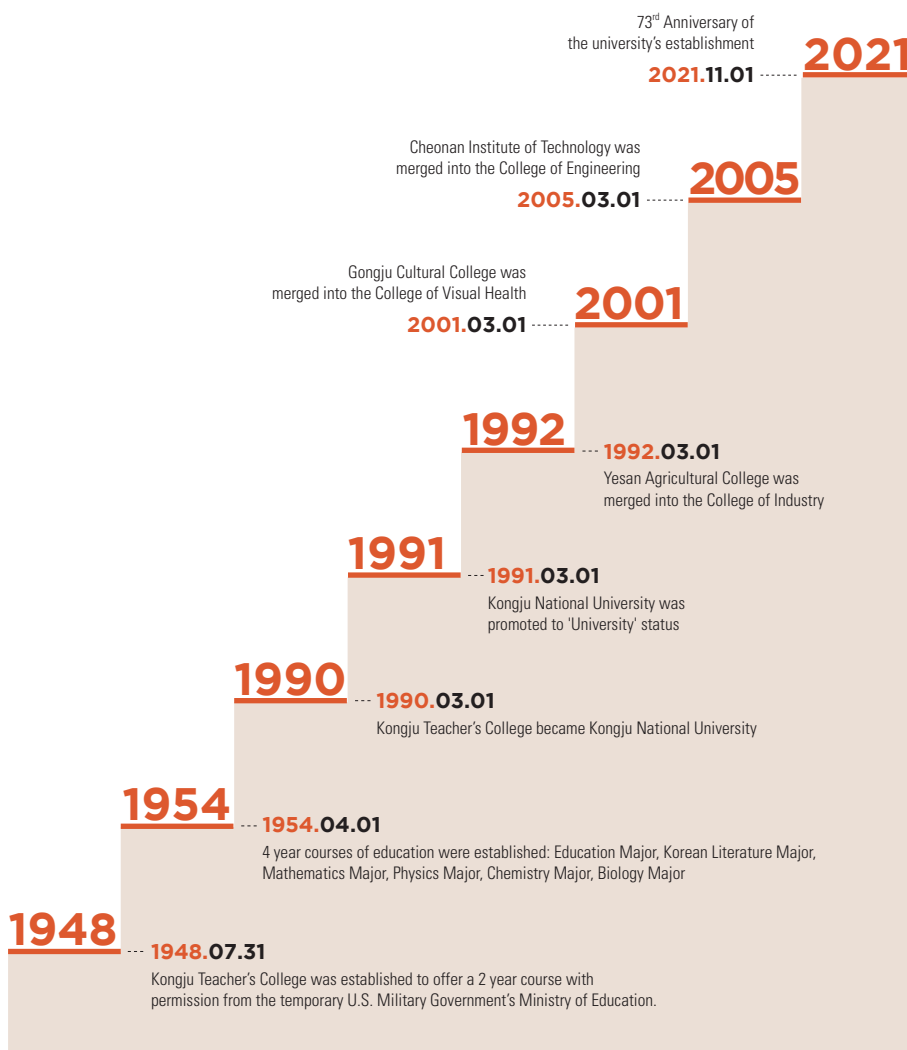 73rd Anniversary of
the university's establishment
2021.11.01
2021
Cheonan Institute of Technology was
merged into the College of Engineering
2005.03.01
2005
Gongju Cultural College was
merged into the College of Visual Health
2001.03.01
2001
1992
1992.03.01
Yesan Agricultural College was
merged into the College of Industry
1991
1991.03.01
Kongju National University was
promoted to 'University' status
1990
1990.03.01
Kongju Teacher's College became Kongju National University
1954
1954.04.01
4 year courses of education were established: Education Major, Korean Literature Major,
Mathematics Major, Physics Major, Chemistry Major, Biology Major
1948
1948.07.31
Kongju Teacher's College was established to offer a 2 year course with
permission from the temporary U.S. Military Government's Ministry of Education.